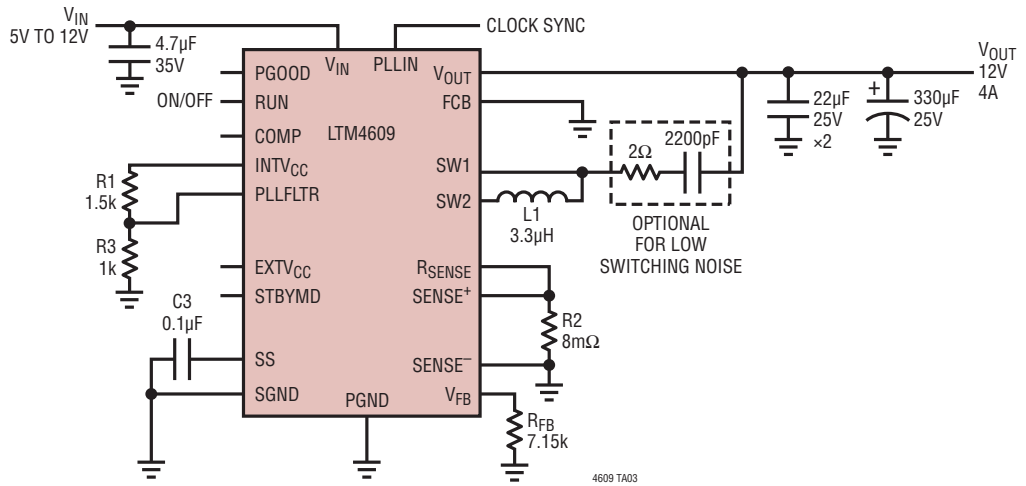 VIN
5V TO 12V
4.7µF
35V
CLOCK SYNC
VIN
PLLIN
PGOOD
VOUT
ON/OFF
RUN
FCB
COMP
LTM4609
INTVCC
SW1
PLLFLTR
SW2
R1
1.5k
R3
1k
L1
3.3µH
2Ω
2200pF
OPTIONAL
FOR LOW
SWITCHING NOISE
VOUT
12V
4A
22µF
25V
×2
+
330µF
25V
EXTVCC
RSENSE
STBYMD
SENSE+
R2
8mΩ
C3
0.1µF
SS
SENSE–
SGND
PGND
VFB
RFB
7.15k
4609 TA03